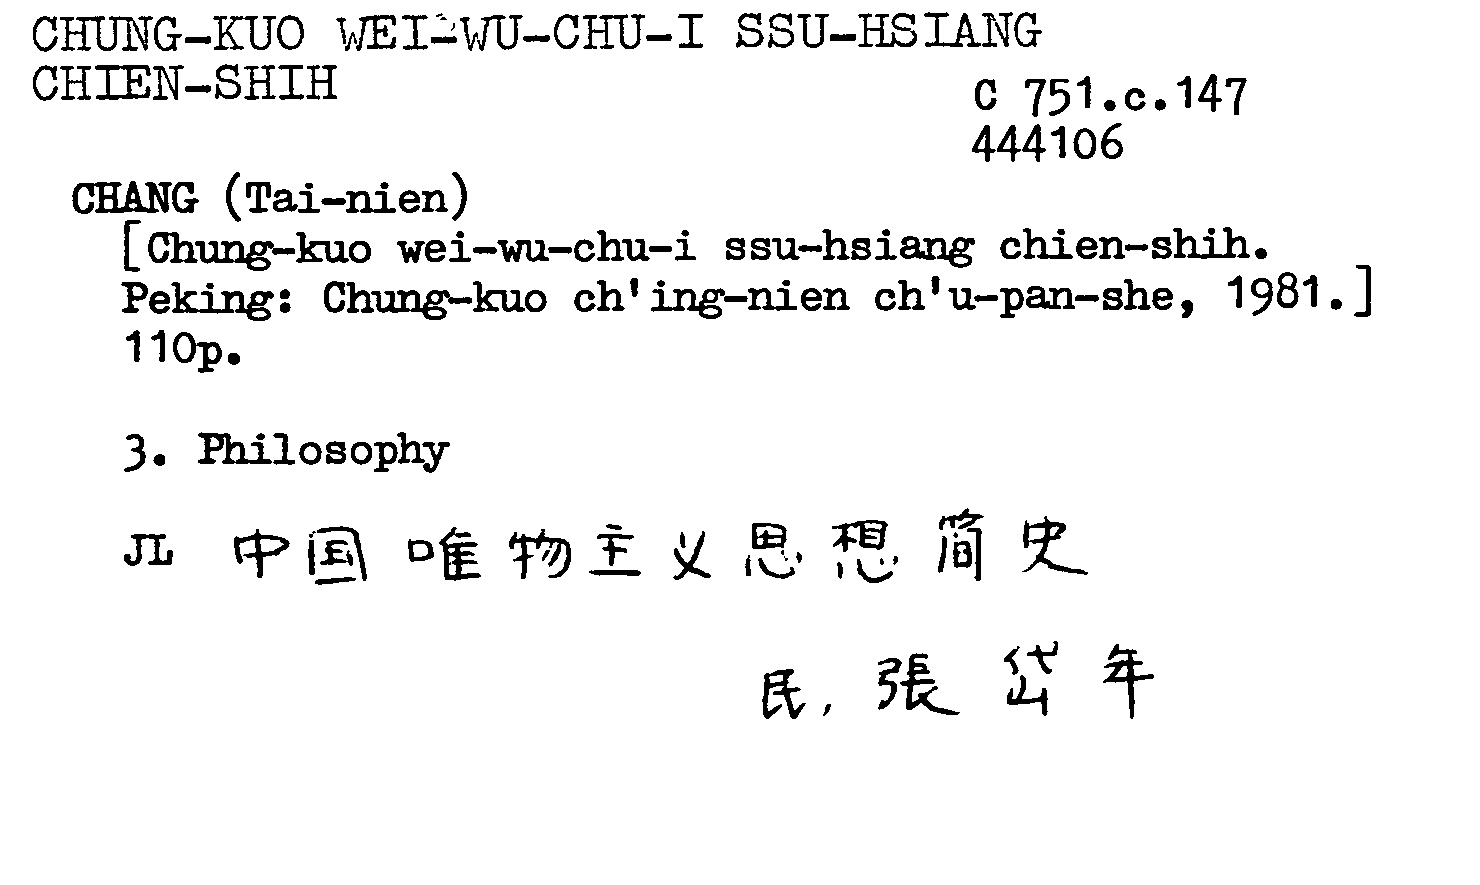 CHUNG-KUO WEI-WU-CHU-I SSU-HSIANG
CHIEN-SHIH
C 751.c.147
444106
CHANG (Tai-nien)
[Chung-kuo wei-wu-chu-i ssu-hsiang chien-shih.
Peking: Chung-kuo ch'ing-nien ch'u-pan-she, 1981.]
110p.
3. Philosophy
JL 中国唯物主义思想简史
民, 張岱年